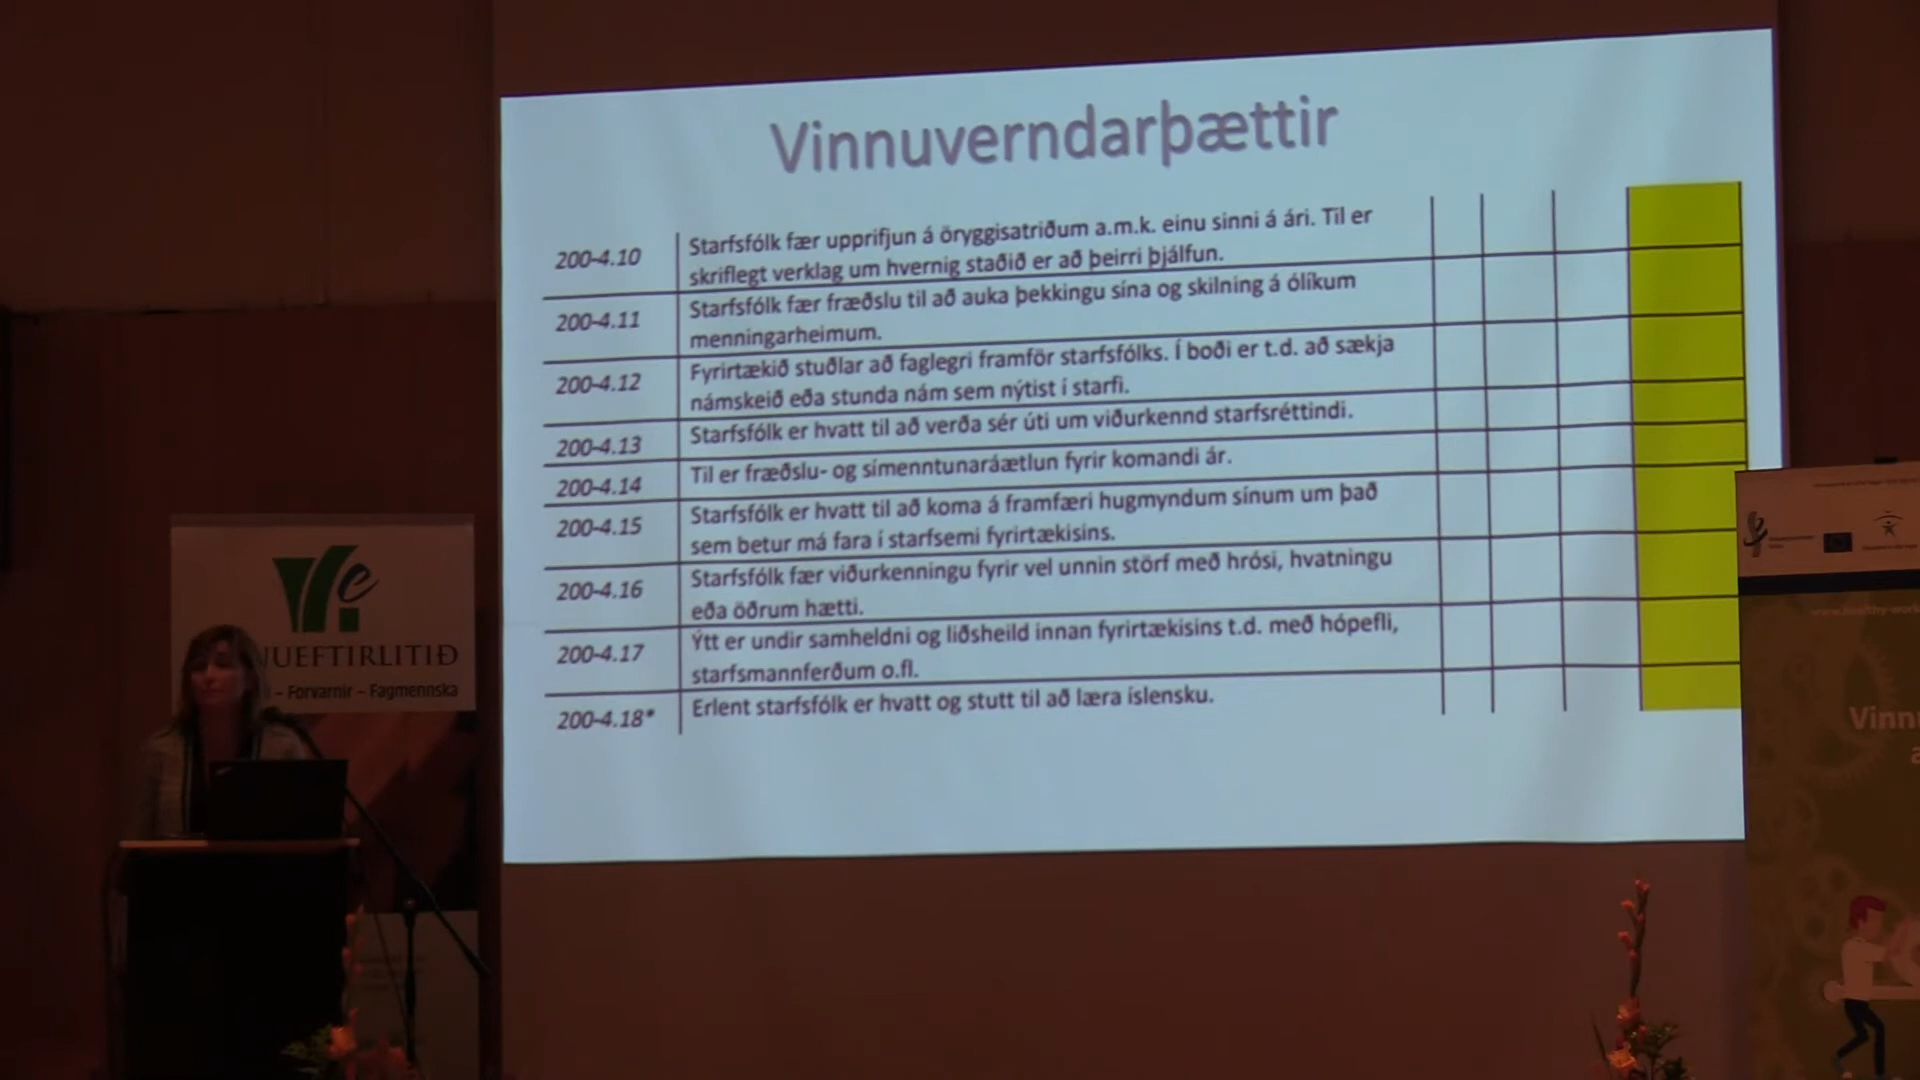 Vinnuverndarþættir
200-4.10 Starfsfólk fær upprifjun á öryggisatriðum a.m.k. einu sinni á ári. Til er
skriflegt verklag um hvernig staðið er að þeirri þjálfun.
200-4.11 Starfsfólk fær fræðslu til að auka þekkingu sína og skilning á ólíkum
menningarheimum.
200-4.12 Fyrirtækið stuðlar að faglegri framför starfsfólks. Í boði er t.d. að sækja
námskeið eða stunda nám sem nýtist í starfi.
200-4.13 Starfsfólk er hvatt til að verða sér úti um viðurkennd starfsréttindi.
200-4.14 Til er fræðslu- og símenntunaráætlun fyrir komandi ár.
200-4.15 Starfsfólk er hvatt til að koma á framfæri hugmyndum sínum um það
sem betur má fara í starfsemi fyrirtækisins.
200-4.16 Starfsfólk fær viðurkenningu fyrir vel unnin störf með hrósi, hvatningu
eða öðrum hætti.
200-4.17 Ýtt er undir samheldni og liðsheild innan fyrirtækisins t.d. með hópefli,
starfsmannferðum o.fl.
200-4.18* Erlent starfsfólk er hvatt og stutt til að læra íslensku.
UEFTIRLITIÐ
– Forvarnir – Fagmennska
Vinn